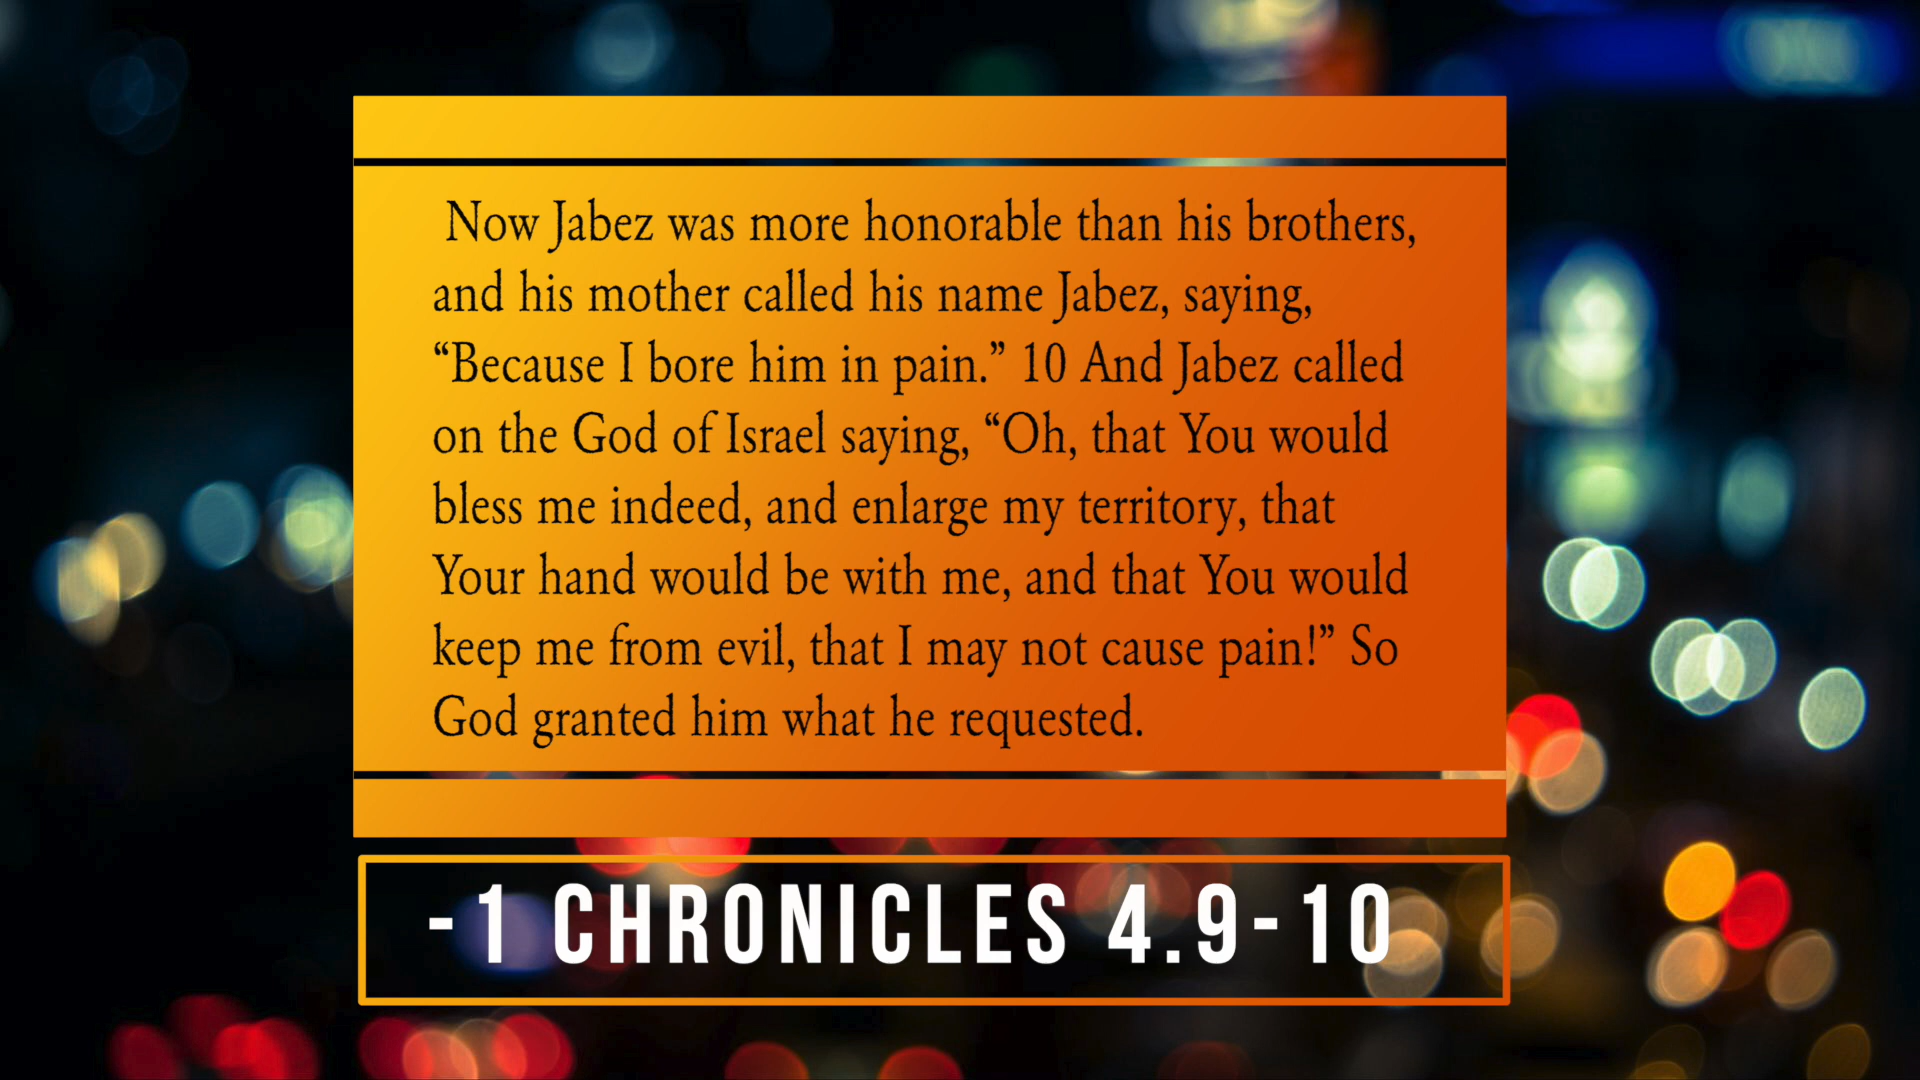 Now Jabez was more honorable than his brothers,
and his mother called his name Jabez, saying,
“Because I bore him in pain.” 10 And Jabez called
on the God of Israel saying, “Oh, that You would
bless me indeed, and enlarge my territory, that
Your hand would be with me, and that You would
keep me from evil, that I may not cause pain!” So
God granted him what he requested.
-1 CHRONICLES 4.9-10